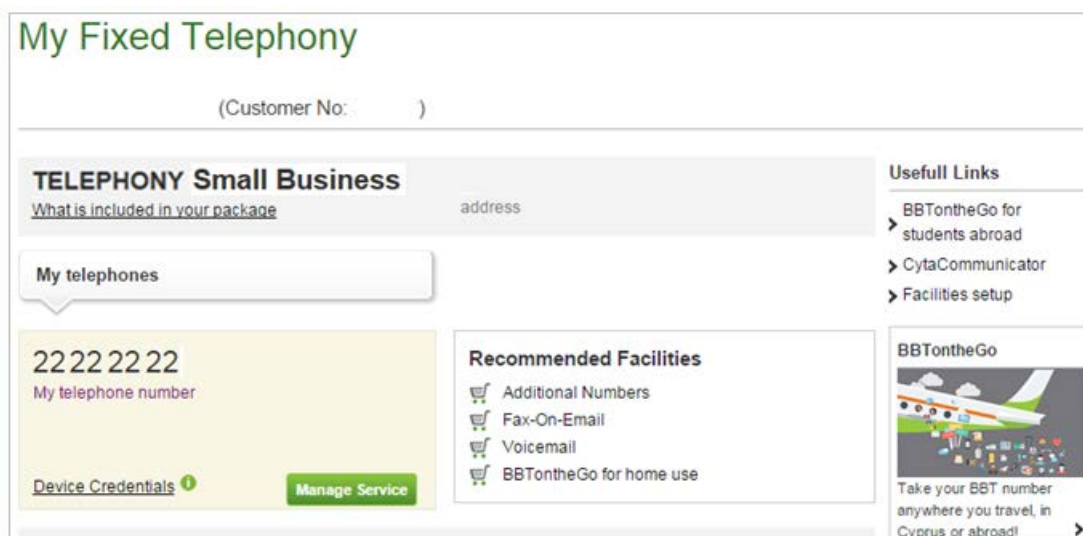 My Fixed Telephony
(Customer No: )
TELEPHONY Small Business
What is included in your package
address
My telephones
22 22 22 22
My telephone number
Device Credentials
Manage Service
Recommended Facilities
Additional Numbers
Fax-On-Email
Voicemail
BBTontheGo for home use
Usefull Links
BBTontheGo for
students abroad
CytaCommunicator
Facilities setup
BBTontheGo
Take your BBT number
anywhere you travel, in
Cyprus or abroad!